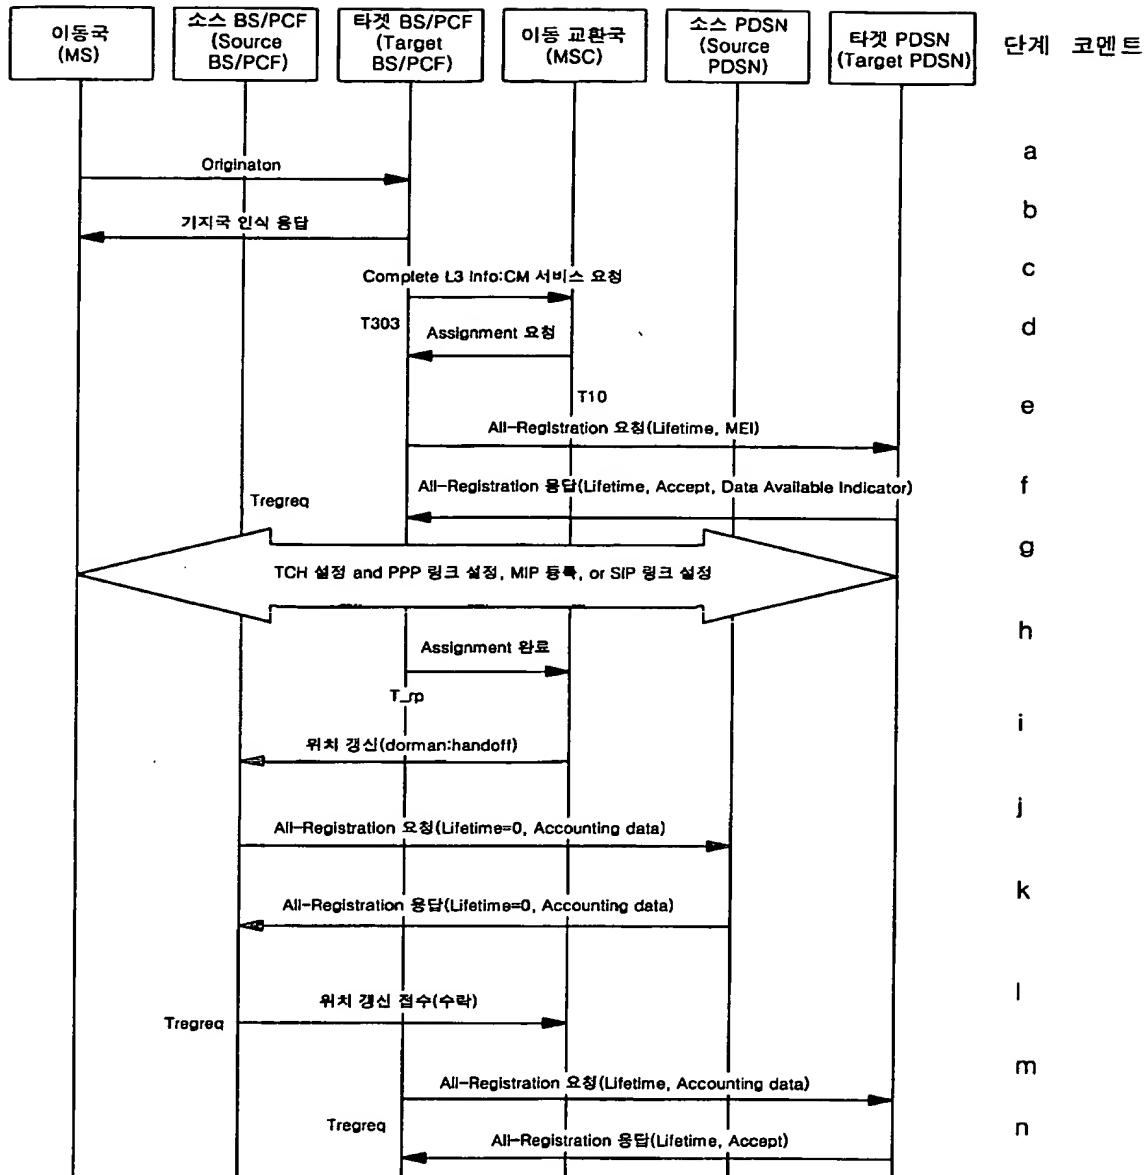 이동국
(MS)
소스 BS/PCF
(Source
BS/PCF)
타겟 BS/PCF
(Target
BS/PCF)
이동 교환국
(MSC)
소스 PDSN
(Source
PDSN)
타겟 PDSN
(Target PDSN)
단계 코멘트
a
Originaton
b
기지국 인식 응답
c
Complete L3 Info:CM 서비스 요청
d
T303
Assignment 요청
T10
e
All-Registration 요청(Lifetime, MEI)
f
All-Registration 응답(Lifetime, Accept, Data Available Indicator)
Tregreq
g
TCH 설정 and PPP 링크 설정, MIP 등록, or SIP 링크 설정
h
Assignment 완료
T_rp
i
위치 갱신(dorman:handoff)
j
All-Registration 요청(Lifetime=0, Accounting data)
k
All-Registration 응답(Lifetime=0, Accounting data)
l
위치 갱신 접수(수락)
Tregreq
m
All-Registration 요청(Lifetime, Accounting data)
Tregreq
n
All-Registration 응답(Lifetime, Accept)